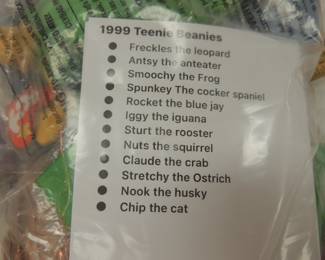 1999 Teenie Beanies
Freckles the leopard
Antsy the anteater
Smoochy the Frog
Spunkey The cocker spaniel
Rocket the blue jay
Iggy the iguana
Sturt the rooster
Nuts the squirrel
Claude the crab
Stretchy the Ostrich
Nook the husky
Chip the cat